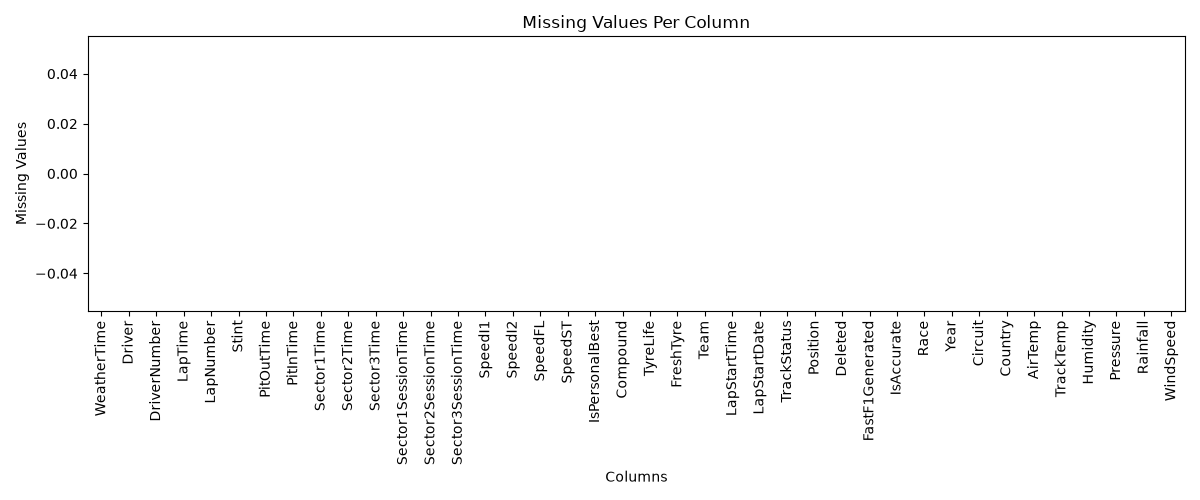 Missing Values Per Column
0.04
0.02
0.00
−0.02
−0.04
Missing Values
WeatherTime
Driver
DriverNumber
LapTime
LapNumber
Stint
PitOutTime
PitInTime
Sector1Time
Sector2Time
Sector3Time
Sector1SessionTime
Sector2SessionTime
Sector3SessionTime
SpeedI1
SpeedI2
SpeedFL
SpeedST
IsPersonalBest
Compound
TyreLife
FreshTyre
Team
LapStartTime
LapStartDate
TrackStatus
Position
Deleted
FastF1Generated
IsAccurate
Race
Year
Circuit
Country
AirTemp
TrackTemp
Humidity
Pressure
Rainfall
WindSpeed
Columns